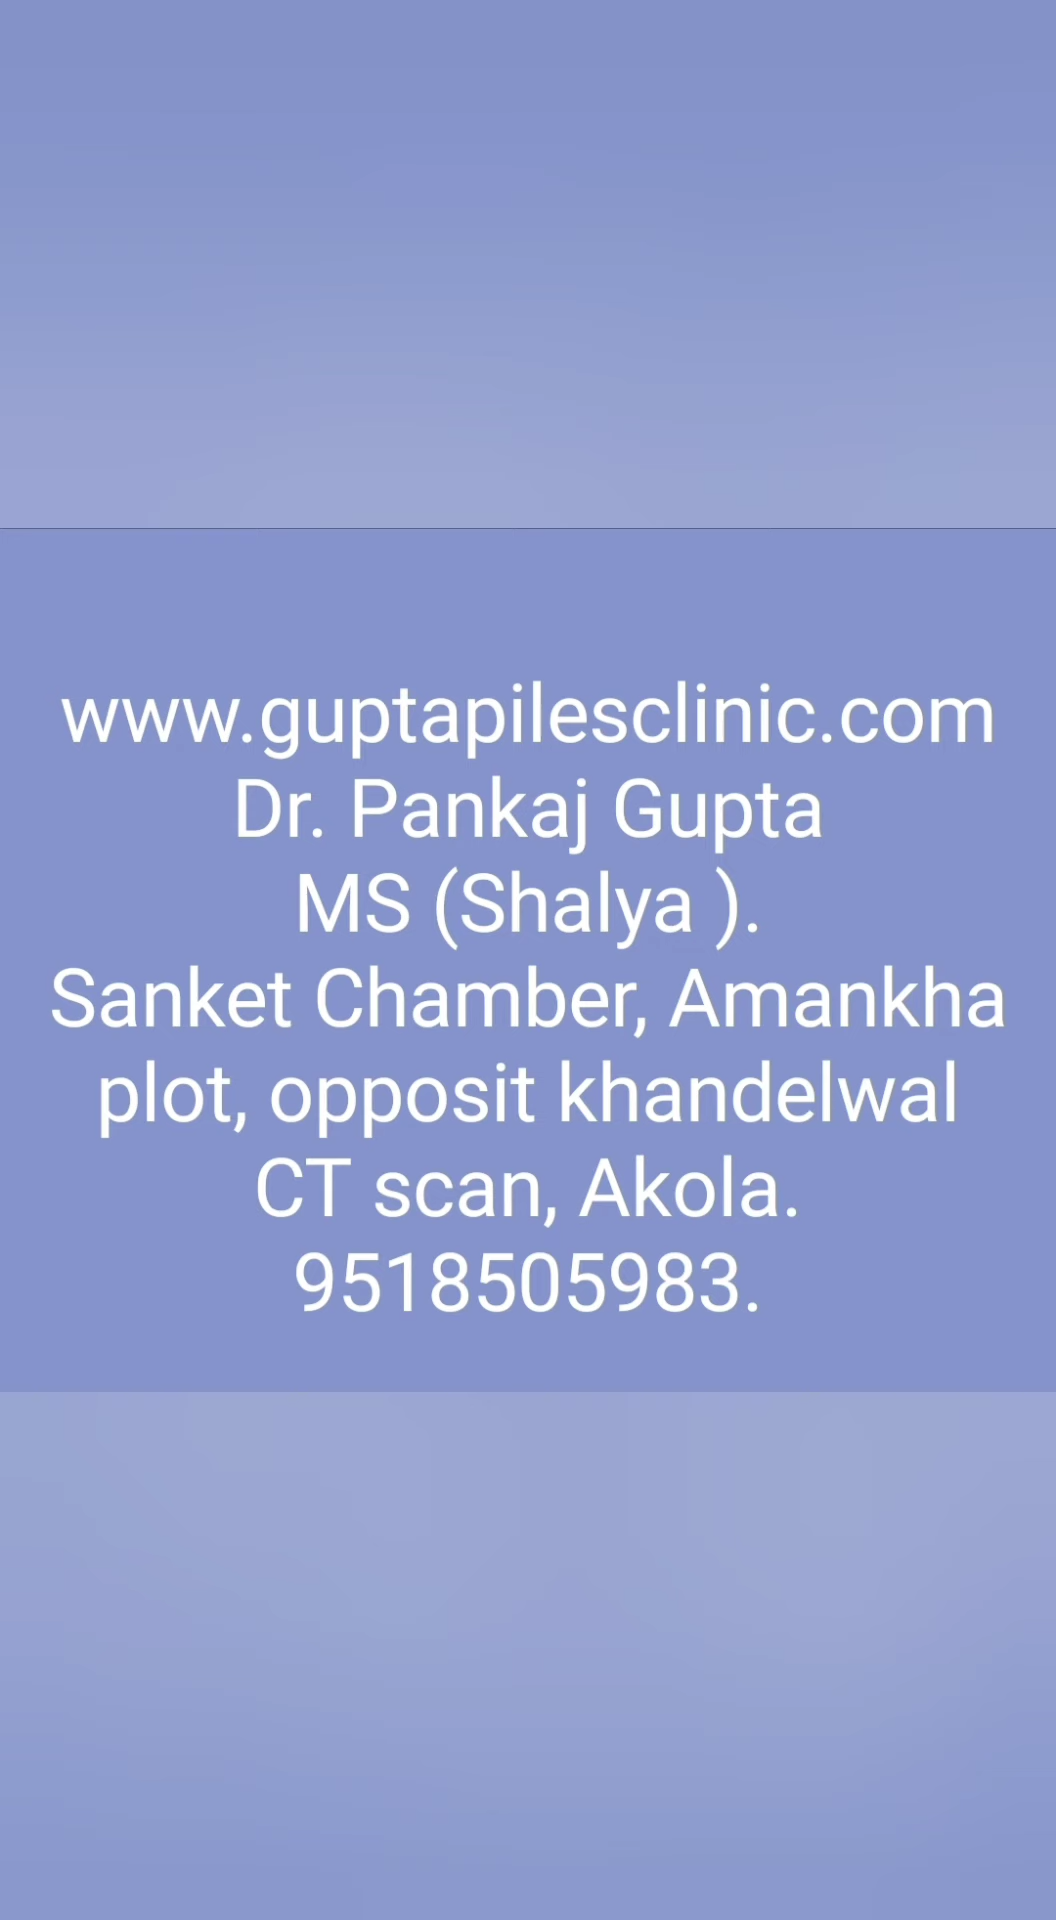 www.guptapilesclinic.com
Dr. Pankaj Gupta
MS (Shalya ).
Sanket Chamber, Amankha
plot, opposit khandelwal
CT scan, Akola.
9518505983.